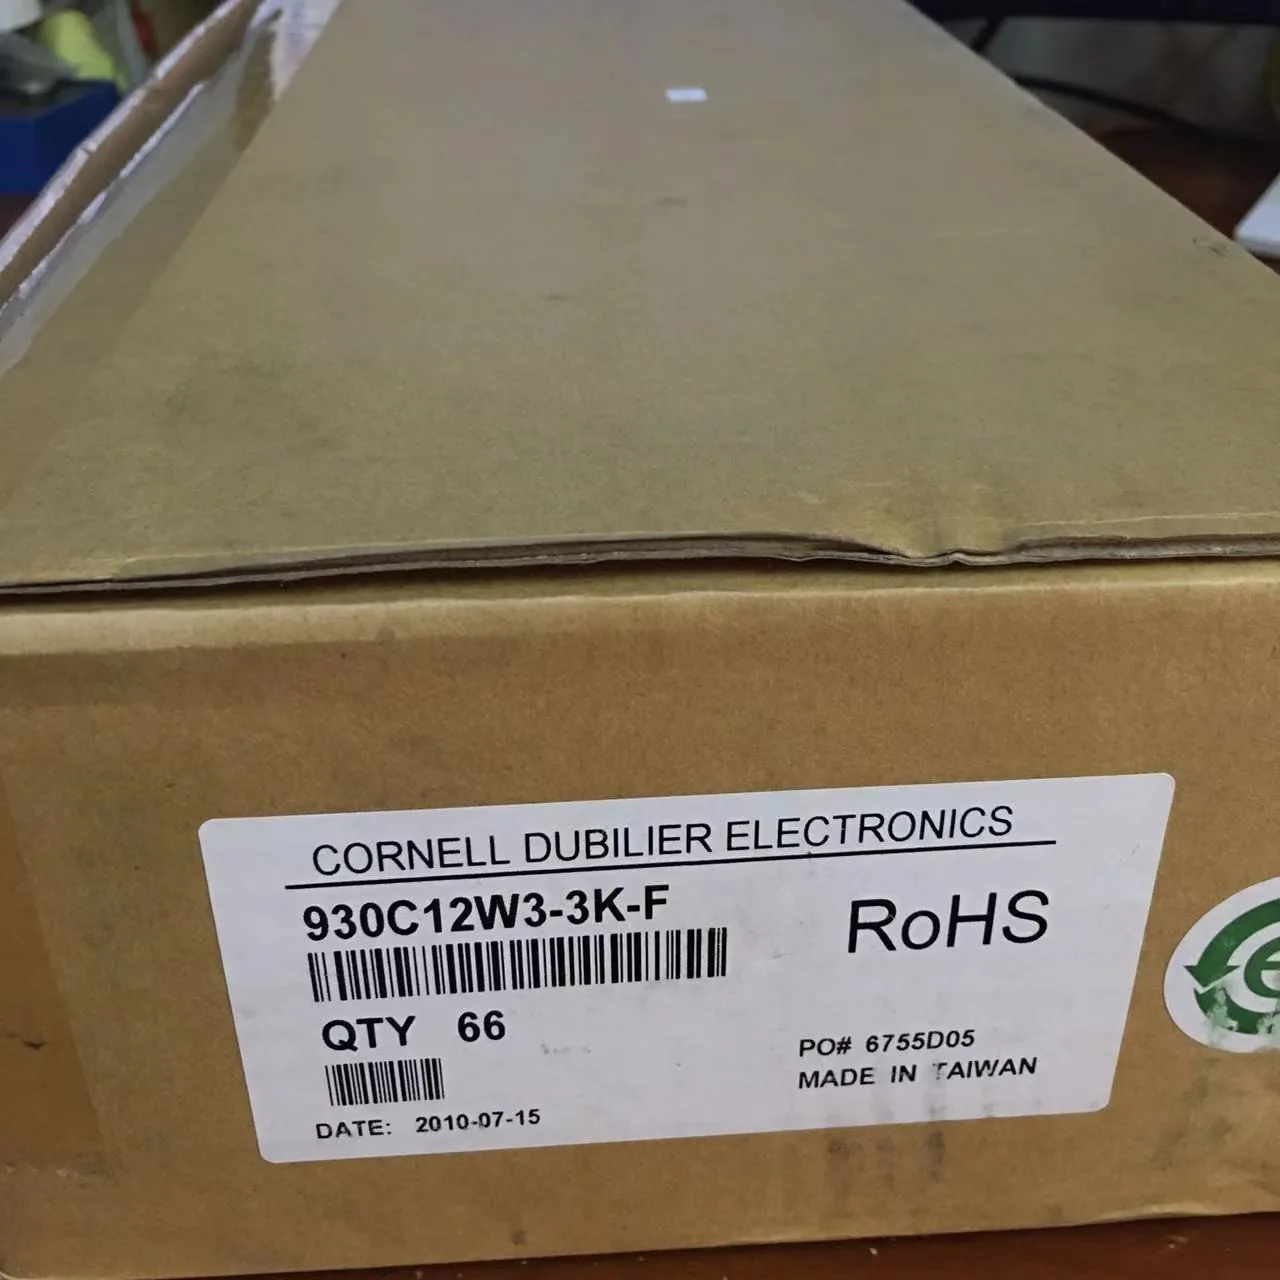 CORNELL DUBILIER ELECTRONICS
930C12W3-3K-F
RoHS
QTY 66
PO# 6755D05
MADE IN TAIWAN
DATE: 2010-07-15
e